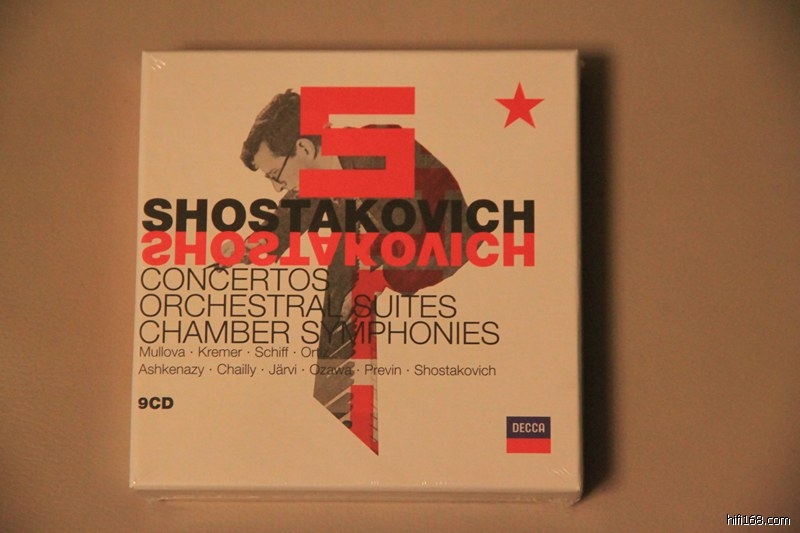 S
SHOSTAKOVICH
SHOSTAKOVICH
CONCERTOS
ORCHESTRAL SUITES
CHAMBER SYMPHONIES
Mullova · Kremer · Schiff · Ortiz
Ashkenazy · Chailly · Järvi · Ozawa · Previn · Shostakovich
9CD
DECCA
hifi168.com